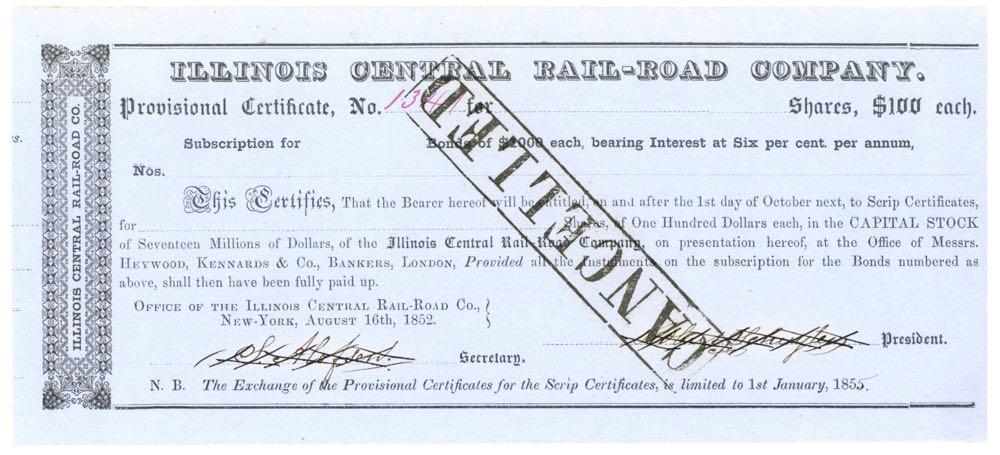 ILLINOIS CENTRAL RAIL-ROAD CO.
s.
ILLINOIS CENTRAL RAIL-ROAD COMPANY.
Provisional Certificate, No. 1341 for Shares, $100 each.
Subscription for Bonds of $1000 each, bearing Interest at Six per cent. per annum,
Nos.
This Certifies, That the Bearer hereof will be entitled, on and after the 1st day of October next, to Scrip Certificates,
for Shares, of One Hundred Dollars each, in the CAPITAL STOCK
of Seventeen Millions of Dollars, of the Illinois Central Rail-Road Company, on presentation hereof, at the Office of Messrs.
HEYWOOD, KENNARDS & CO., BANKERS, LONDON, Provided all the Instalments on the subscription for the Bonds numbered as
above, shall then have been fully paid up.
OFFICE OF THE ILLINOIS CENTRAL RAIL-ROAD CO.,
NEW-YORK, AUGUST 16th, 1852.
President.
Secretary.
N. B. The Exchange of the Provisional Certificates for the Scrip Certificates, is limited to 1st January, 1855.
CANCELLED